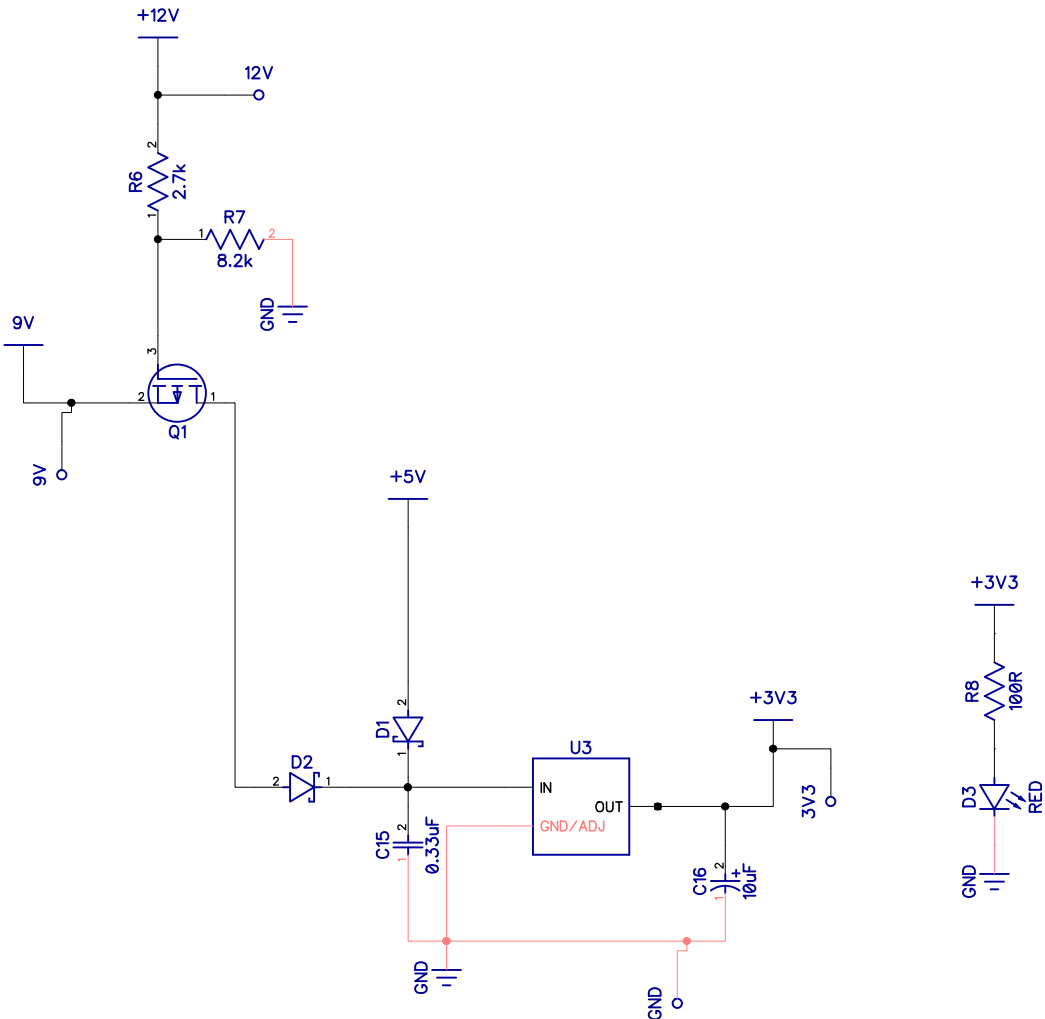 +12V
12V
2
R6
2.7k
1
R7
1
2
8.2k
GND
9V
3
2
1
Q1
9V
+5V
+3V3
2
R8
100R
+3V3
D1
1
U3
D2
2
1
IN
D3
RED
OUT
3V3
GND/ADJ
2
C15
0.33uF
1
2
C16
+
10uF
1
GND
GND
GND